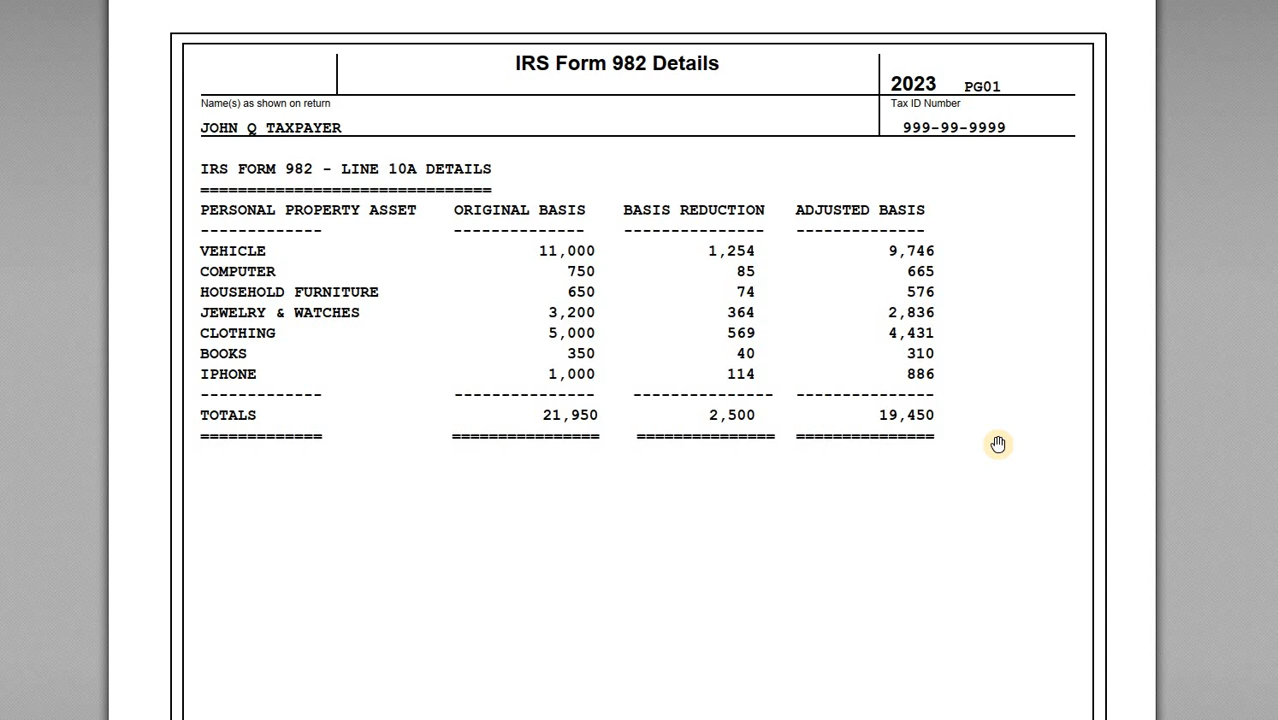 IRS Form 982 Details
2023 PG01
Name(s) as shown on return Tax ID Number
JOHN Q TAXPAYER 999-99-9999
IRS FORM 982 - LINE 10A DETAILS
===============================
PERSONAL PROPERTY ASSET ORIGINAL BASIS BASIS REDUCTION ADJUSTED BASIS
------------- -------------- --------------- --------------
VEHICLE 11,000 1,254 9,746
COMPUTER 750 85 665
HOUSEHOLD FURNITURE 650 74 576
JEWELRY & WATCHES 3,200 364 2,836
CLOTHING 5,000 569 4,431
BOOKS 350 40 310
IPHONE 1,000 114 886
------------- --------------- --------------- ---------------
TOTALS 21,950 2,500 19,450
============= ================ =============== ===============